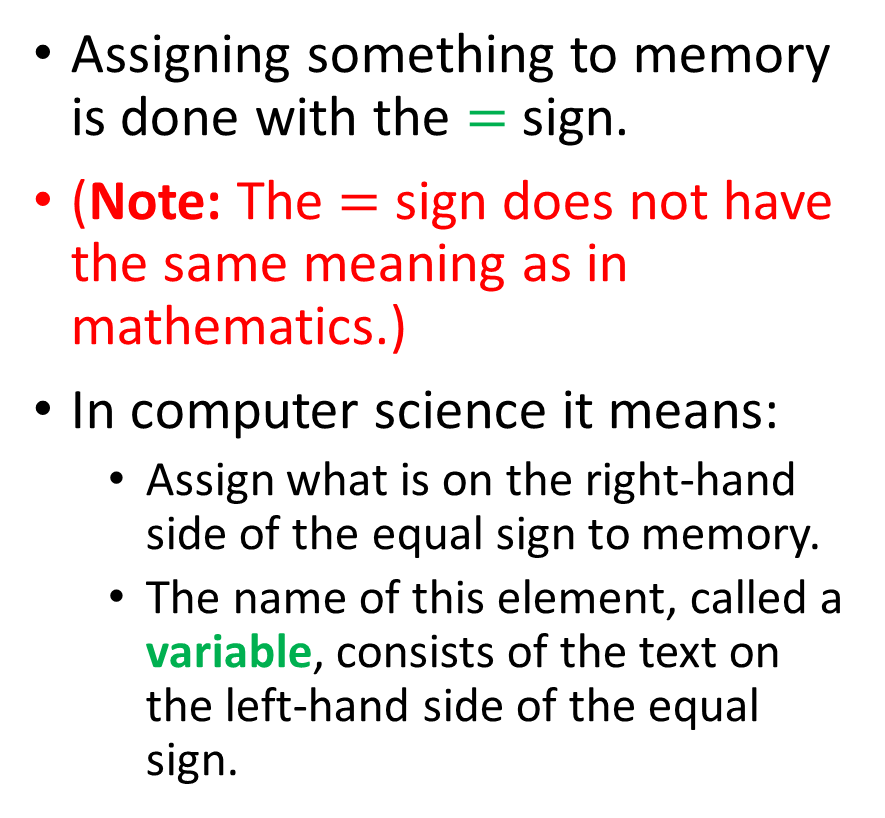 • Assigning something to memory
is done with the = sign.
• (Note: The = sign does not have
the same meaning as in
mathematics.)
• In computer science it means:
• Assign what is on the right-hand
side of the equal sign to memory.
• The name of this element, called a
variable, consists of the text on
the left-hand side of the equal
sign.